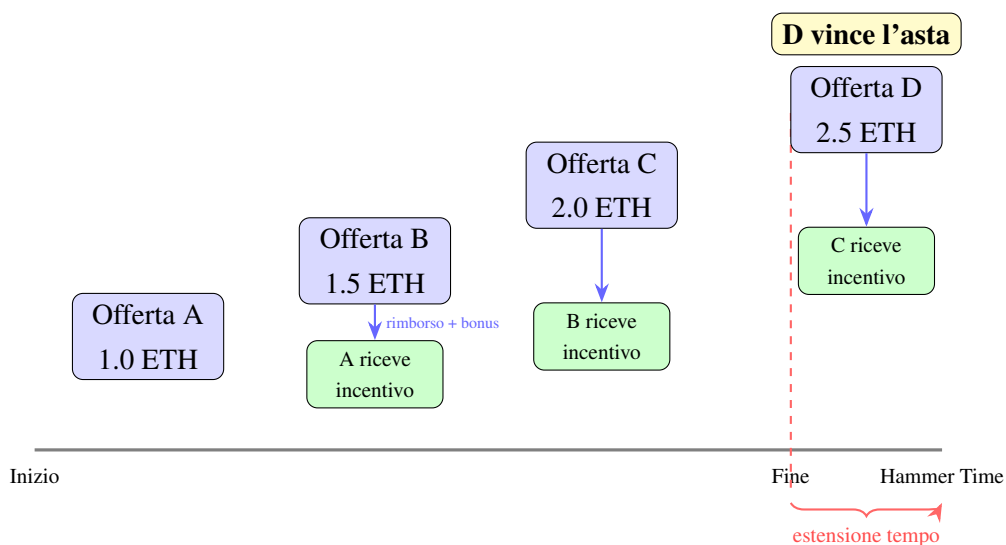 D vince l'asta
Offerta D
2.5 ETH
Offerta C
2.0 ETH
Offerta B
1.5 ETH
Offerta A
1.0 ETH
rimborso + bonus
A riceve
incentivo
B riceve
incentivo
C riceve
incentivo
Inizio
Fine
Hammer Time
estensione tempo